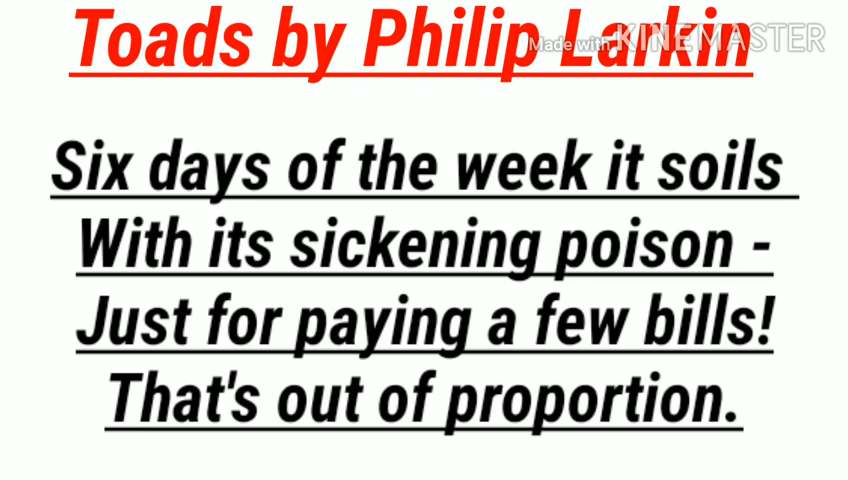 Toads by Philip Larkin
Made with KINEMASTER
Six days of the week it soils
With its sickening poison -
Just for paying a few bills!
That's out of proportion.